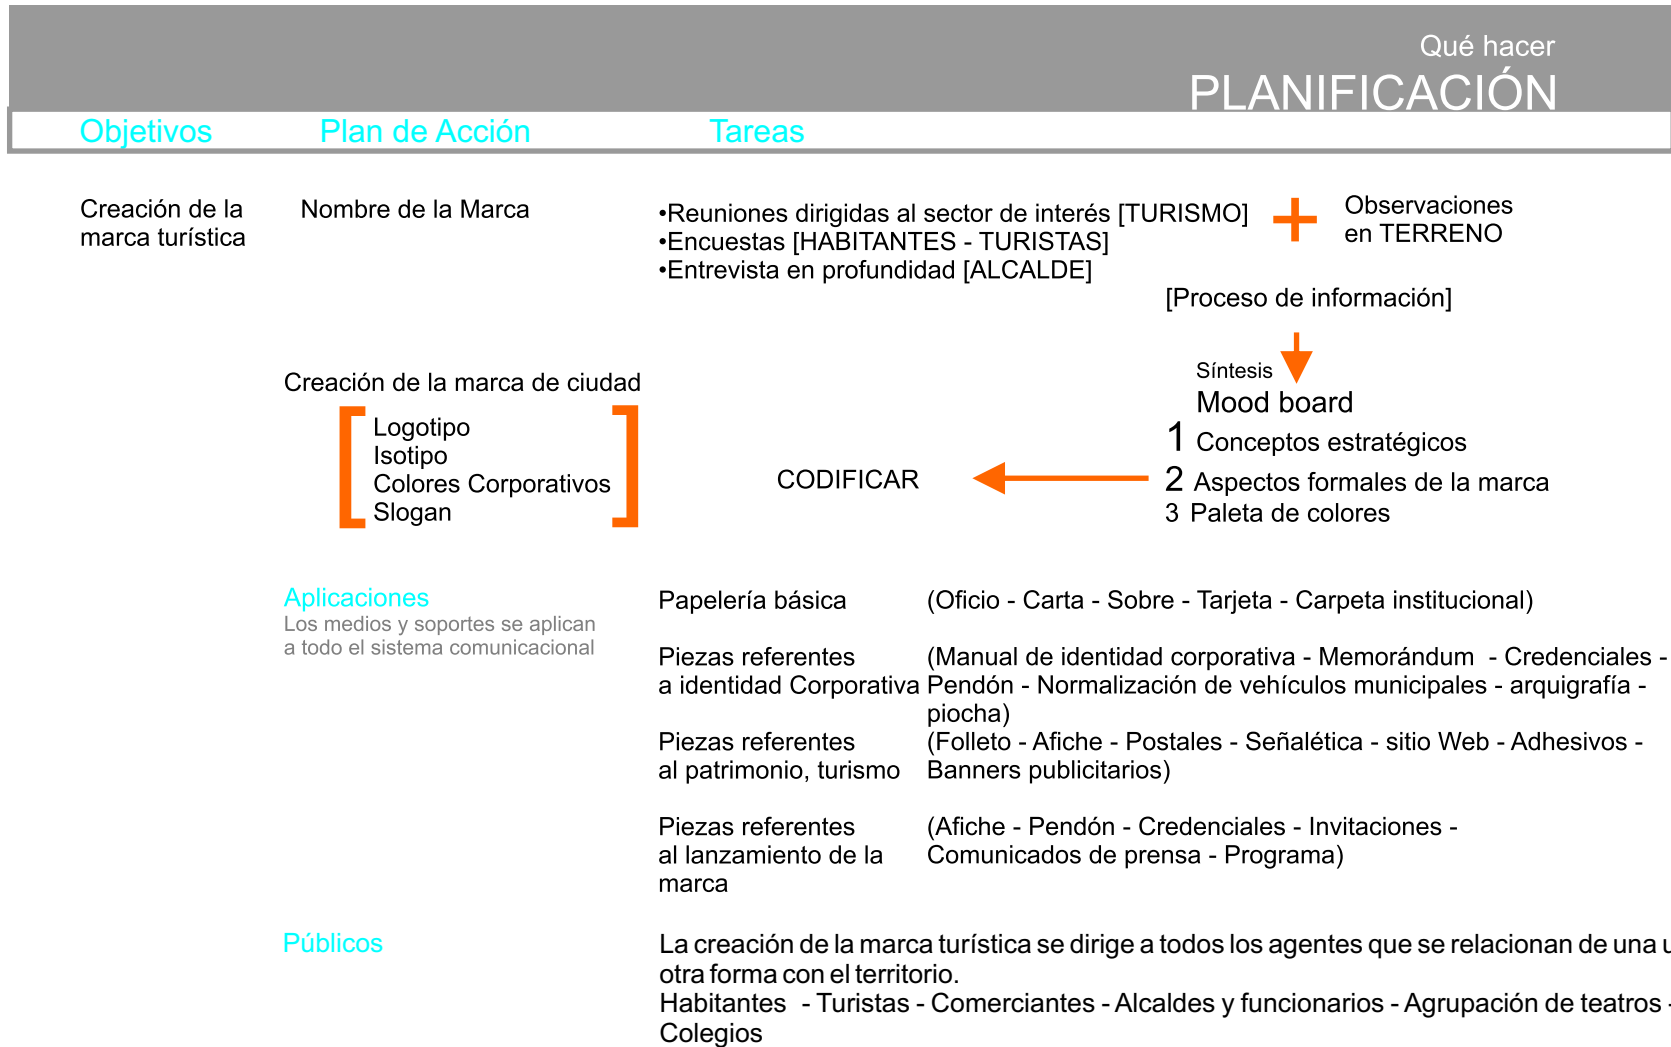 Qué hacer
PLANIFICACIÓN
Objetivos Plan de Acción Tareas
Creación de la
marca turística
Nombre de la Marca
•Reuniones dirigidas al sector de interés [TURISMO]
•Encuestas [HABITANTES - TURISTAS]
•Entrevista en profundidad [ALCALDE]
+
Observaciones
en TERRENO
[Proceso de información]
Síntesis
Mood board
1 Conceptos estratégicos
2 Aspectos formales de la marca
3 Paleta de colores
CODIFICAR
Creación de la marca de ciudad
Logotipo
Isotipo
Colores Corporativos
Slogan
Aplicaciones
Los medios y soportes se aplican
a todo el sistema comunicacional
Papelería básica (Oficio - Carta - Sobre - Tarjeta - Carpeta institucional)
Piezas referentes (Manual de identidad corporativa - Memorándum - Credenciales -
a identidad Corporativa Pendón - Normalización de vehículos municipales - arquigrafía -
piocha)
Piezas referentes (Folleto - Afiche - Postales - Señalética - sitio Web - Adhesivos -
al patrimonio, turismo Banners publicitarios)
Piezas referentes (Afiche - Pendón - Credenciales - Invitaciones -
al lanzamiento de la Comunicados de prensa - Programa)
marca
Públicos
La creación de la marca turística se dirige a todos los agentes que se relacionan de una u
otra forma con el territorio.
Habitantes - Turistas - Comerciantes - Alcaldes y funcionarios - Agrupación de teatros -
Colegios